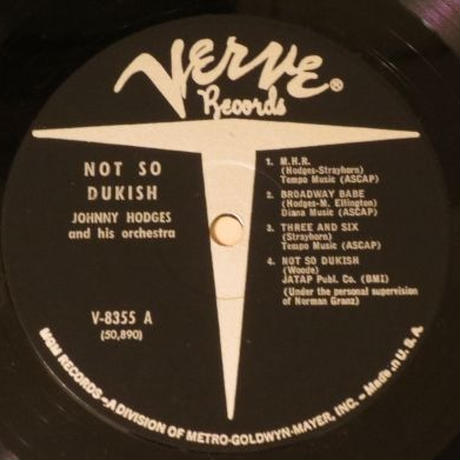 Verve®
Records
NOT SO
DUKISH
JOHNNY HODGES
and his orchestra
V-8355 A
(50,890)
1. M.H.R.
(Hodges-Strayhorn)
Tempo Music (ASCAP)
2. BROADWAY BABE
(Hodges-M. Ellington)
Diana Music (ASCAP)
3. THREE AND SIX
(Strayhorn)
Tempo Music (ASCAP)
4. NOT SO DUKISH
(Woode)
JATAP Publ. Co. (BMI)
(Under the personal supervision
of Norman Granz)
MGM RECORDS–A DIVISION OF METRO-GOLDWYN-MAYER, INC. – Made in U. S. A.